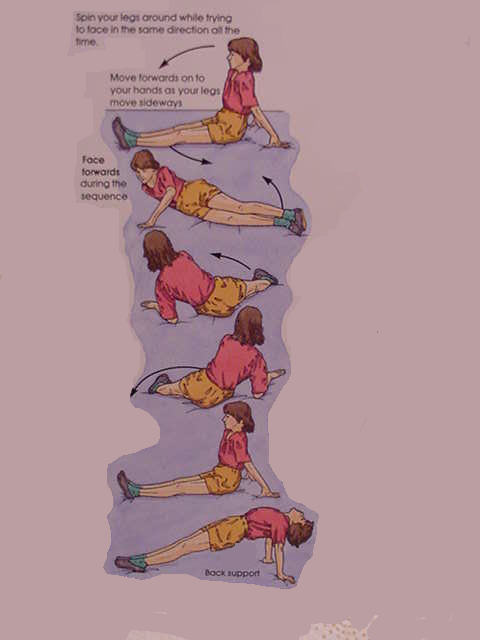 Spin your legs around while trying
to face in the same direction all the
time.
Move forwards on to
your hands as your legs
move sideways
Face
forwards
during the
sequence
Back support